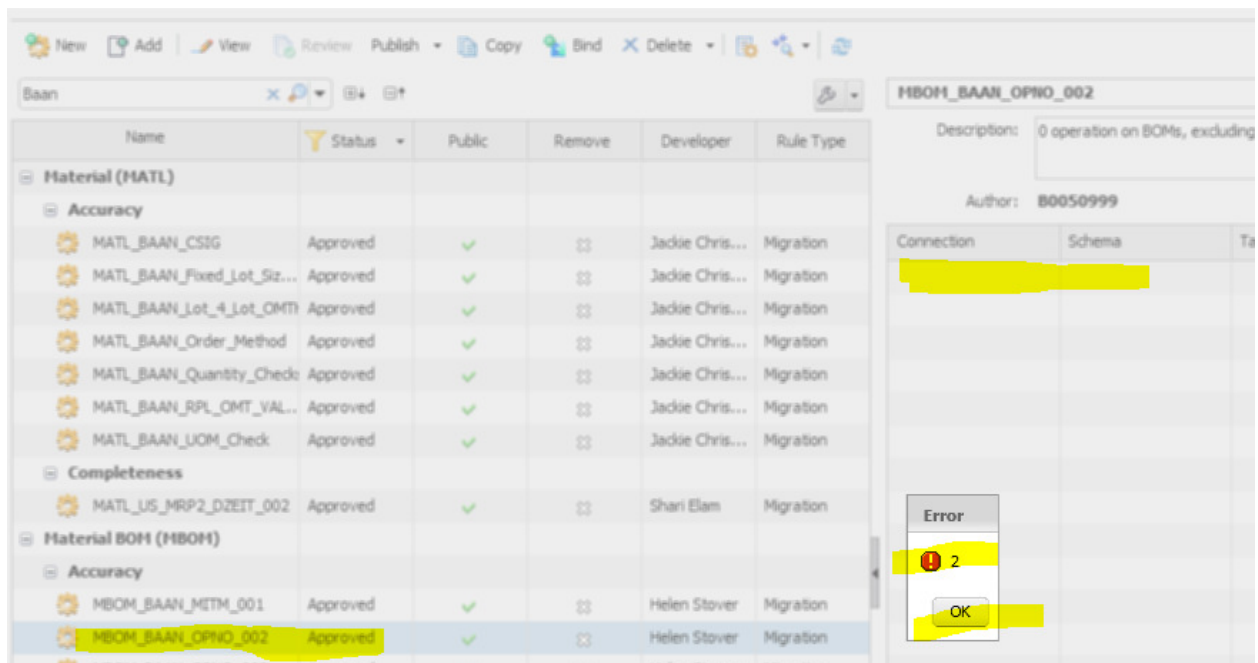 New Add View Review Publish Copy Bind Delete
Baan
MBOM_BAAN_OPNO_002
Name Status Public Remove Developer Rule Type
Description: 0 operation on BOMs, excluding
Material (MATL)
Accuracy
Author: B0050999
MATL_BAAN_CSIG Approved Jackie Chris... Migration
Connection Schema Ta
MATL_BAAN_Fixed_Lot_Siz... Approved Jackie Chris... Migration
MATL_BAAN_Lot_4_Lot_OMTH Approved Jackie Chris... Migration
MATL_BAAN_Order_Method Approved Jackie Chris... Migration
MATL_BAAN_Quantity_Checks Approved Jackie Chris... Migration
MATL_BAAN_RPL_OMT_VAL... Approved Jackie Chris... Migration
MATL_BAAN_UOM_Check Approved Jackie Chris... Migration
Completeness
MATL_US_MRP2_DZEIT_002 Approved Shari Elam Migration
Error
Material BOM (MBOM)
2
Accuracy
MBOM_BAAN_MITM_001 Approved Helen Stover Migration
OK
MBOM_BAAN_OPNO_002 Approved Helen Stover Migration